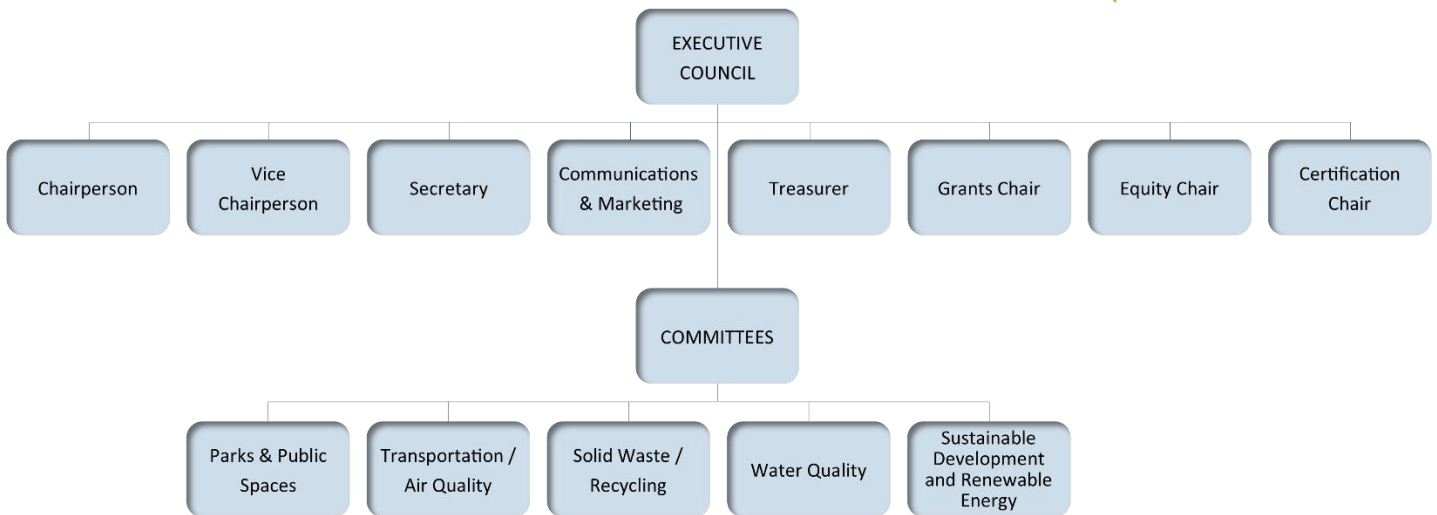 EXECUTIVE
COUNCIL
Chairperson
Vice
Chairperson
Secretary
Communications
& Marketing
Treasurer
Grants Chair
Equity Chair
Certification
Chair
COMMITTEES
Parks & Public
Spaces
Transportation /
Air Quality
Solid Waste /
Recycling
Water Quality
Sustainable
Development
and Renewable
Energy